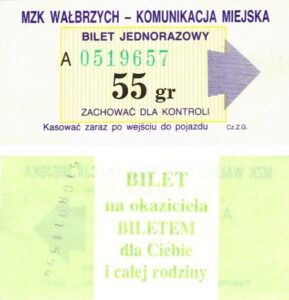 MZK WAŁBRZYCH – KOMUNIKACJA MIEJSKA
BILET JEDNORAZOWY
A 0519657
55 gr
ZACHOWAĆ DLA KONTROLI
Kasować zaraz po wejściu do pojazdu Cz.Z.G.
BILET
na okaziciela
BILETEM
dla Ciebie
i całej rodziny